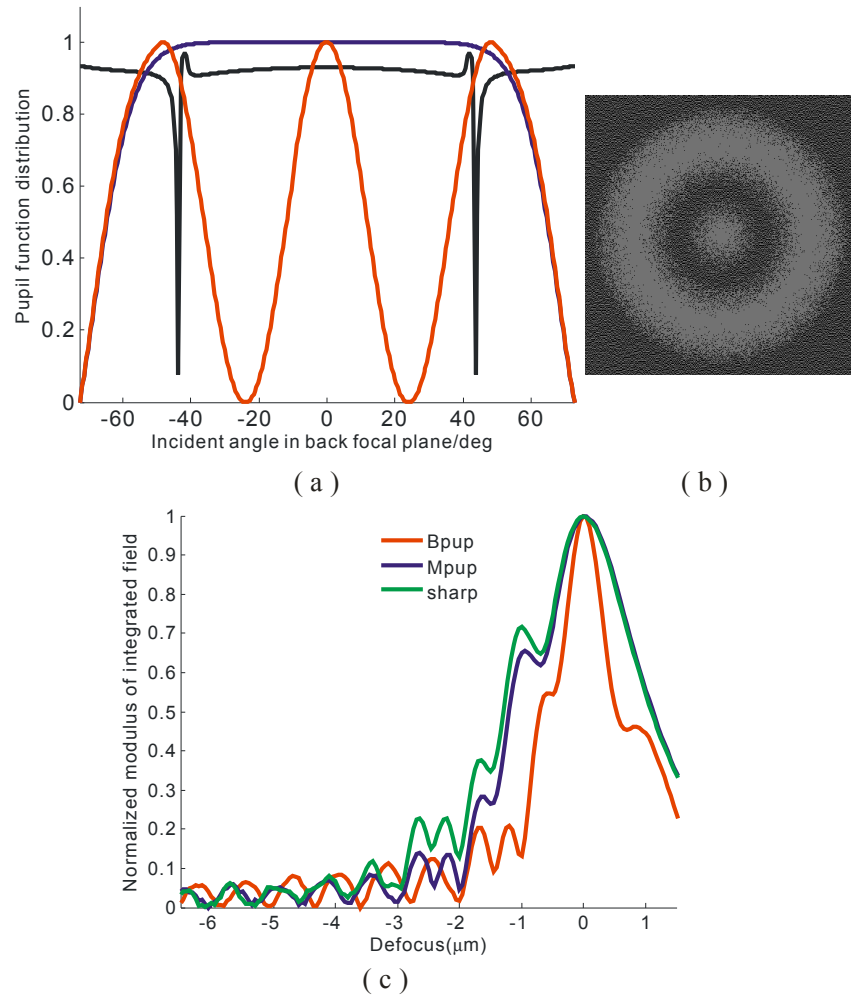 Pupil function distribution
1
0.8
0.6
0.4
0.2
0
-60 -40 -20 0 20 40 60
Incident angle in back focal plane/deg
( a )
( b )
Normalized modulus of integrated field
1
0.9
0.8
0.7
0.6
0.5
0.4
0.3
0.2
0.1
0
Bpup
Mpup
sharp
-6 -5 -4 -3 -2 -1 0 1
Defocus(μm)
( c )